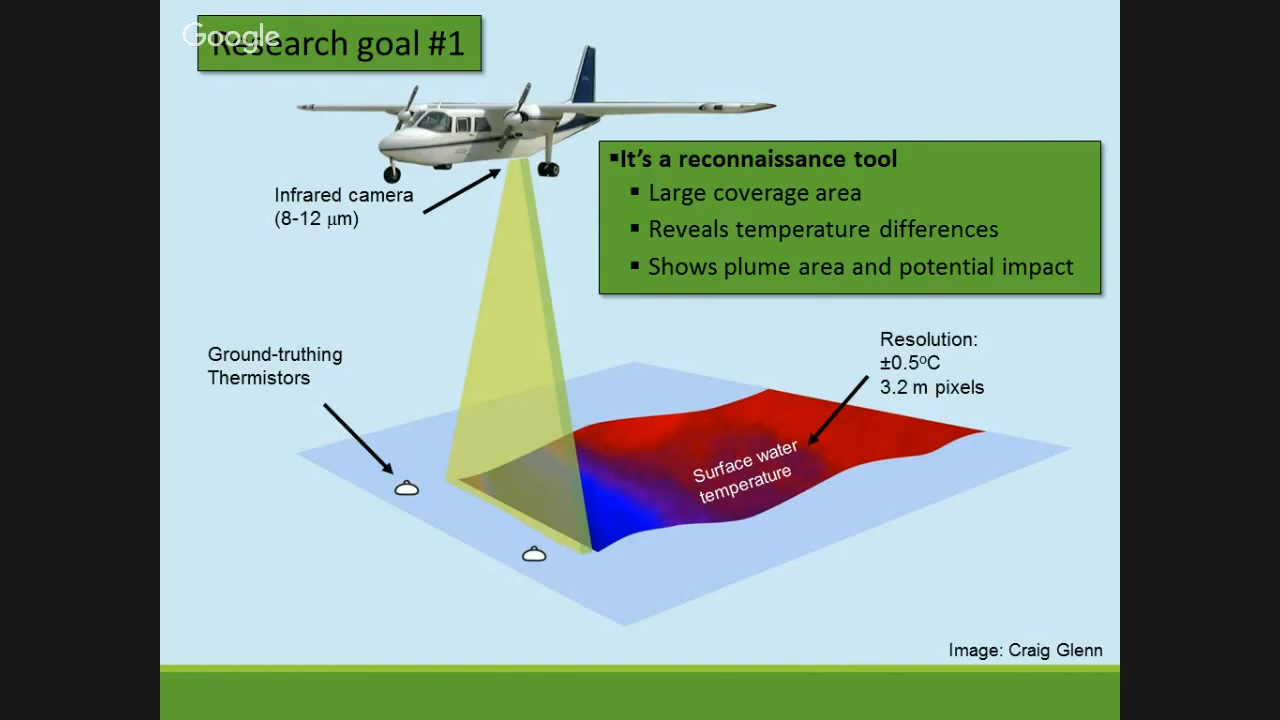 Google
Research goal #1
▪It's a reconnaissance tool
▪ Large coverage area
▪ Reveals temperature differences
▪ Shows plume area and potential impact
Infrared camera
(8-12 μm)
Ground-truthing
Thermistors
Resolution:
±0.5ºC
3.2 m pixels
Surface water
temperature
Image: Craig Glenn